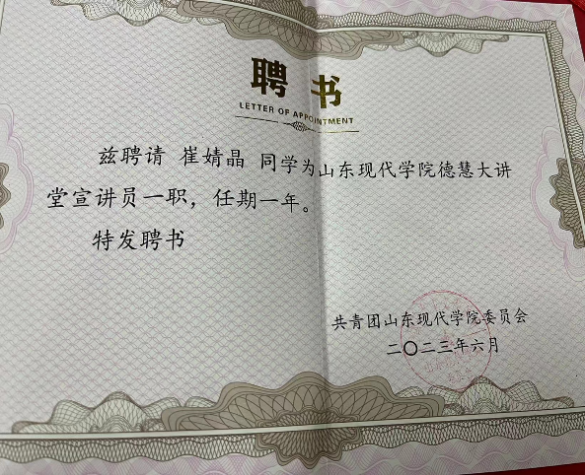 聘书
LETTER OF APPOINTMENT
兹聘请 崔婧晶 同学为山东现代学院德慧大讲
堂宣讲员一职，任期一年。
特发聘书
共青团山东现代学院委员会
二〇二三年六月